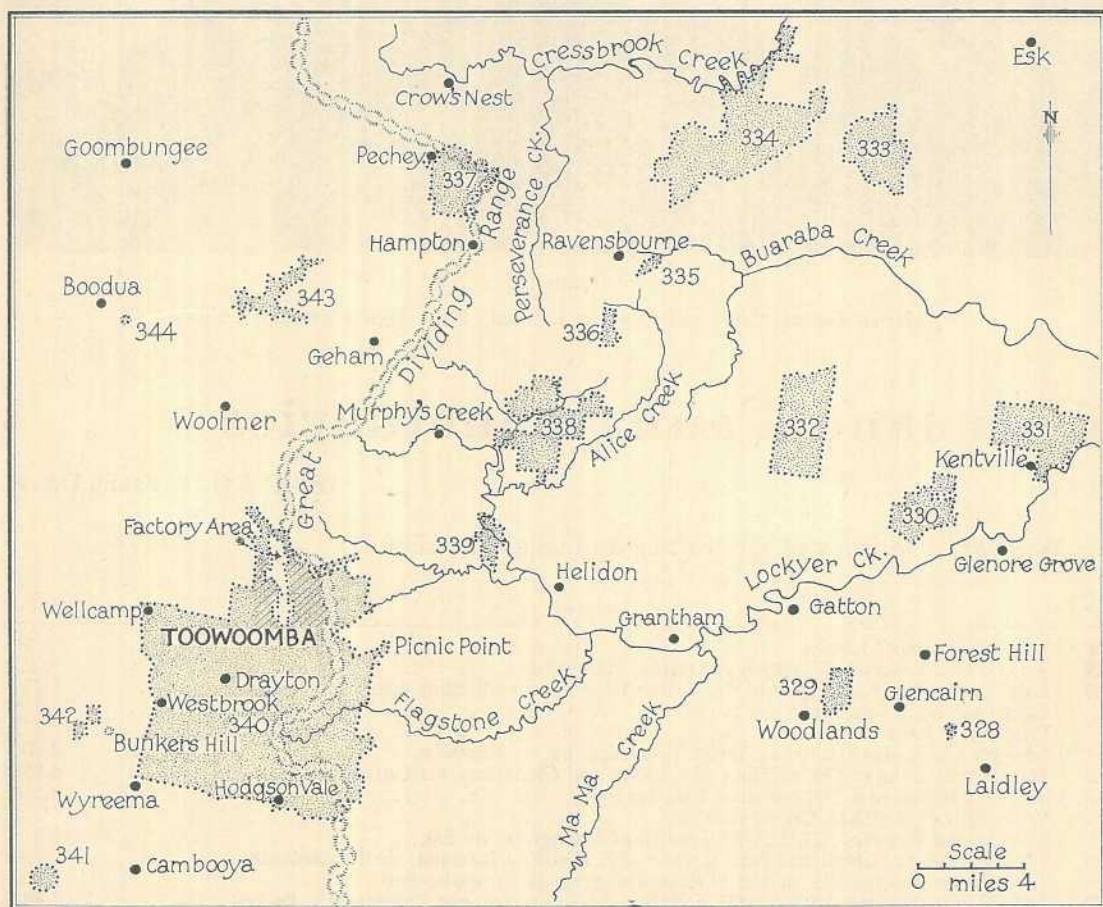 Cressbrook Creek
Esk
Crows Nest
N
334
333
Goombungee
Pechey
337
Perseverance Ck.
Range
Hampton
Ravensbourne
Buaraba Creek
335
Boodua
343
344
336
Geham
Dividing
Woolmer
Murphy's Creek
338
Alice Creek
332
331
Kentville
Great
330
Factory Area
339
Lockyer Ck.
Glenore Grove
Helidon
Wellcamp
Gatton
Grantham
TOOWOOMBA
Picnic Point
Forest Hill
Drayton
329
Glencairn
Westbrook
Flagstone Creek
342
340
Woodlands
328
Bunkers Hill
Ma Ma Creek
Laidley
Wyreema
Hodgson Vale
341
Cambooya
Scale
0 miles 4